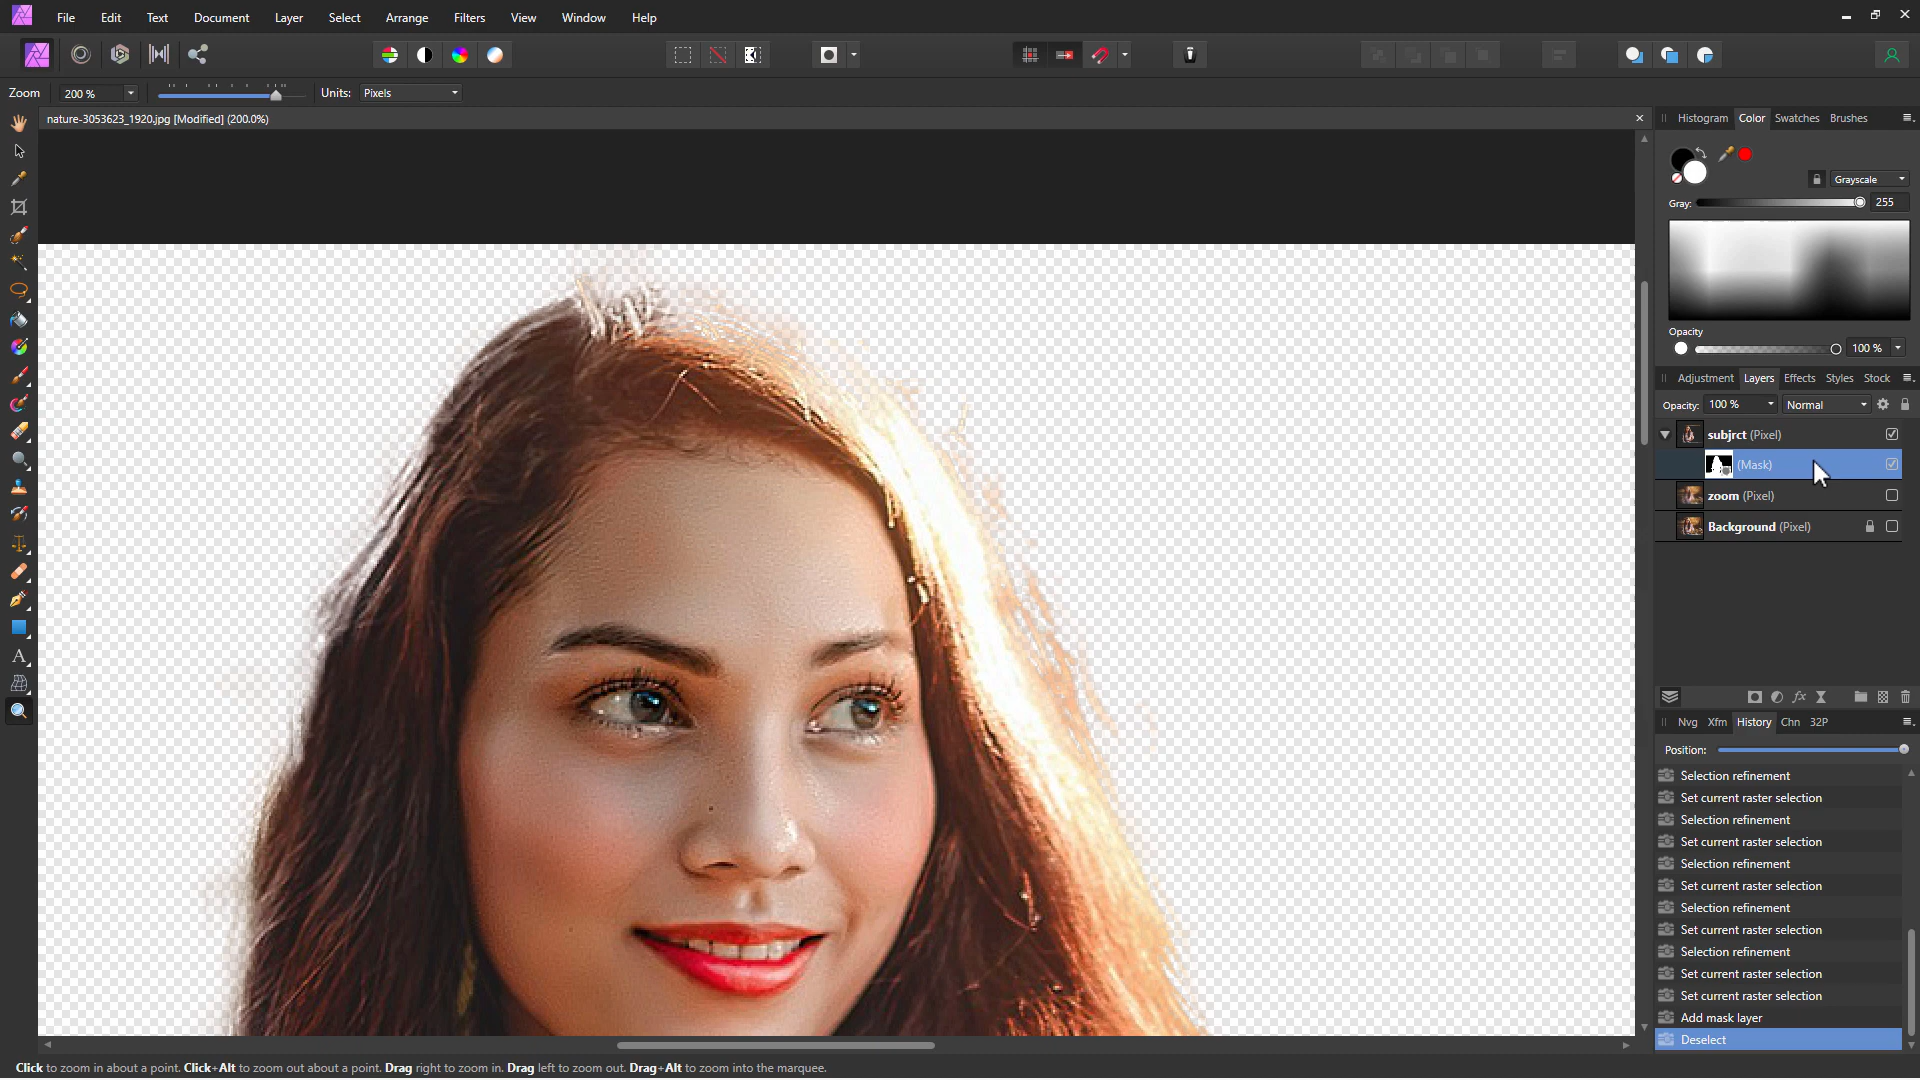 File Edit Text Document Layer Select Arrange Filters View Window Help
Zoom 200 % Units: Pixels
nature-3053623_1920.jpg [Modified] (200.0%)
Histogram Color Swatches Brushes
Grayscale
Gray: 255
Opacity
100 %
Adjustment Layers Effects Styles Stock
Opacity: 100 % Normal
subjrct (Pixel)
(Mask)
zoom (Pixel)
Background (Pixel)
Nvg Xfm History Chn 32P
Position:
Selection refinement
Set current raster selection
Selection refinement
Set current raster selection
Selection refinement
Set current raster selection
Selection refinement
Set current raster selection
Selection refinement
Set current raster selection
Set current raster selection
Add mask layer
Deselect
Click to zoom in about a point. Click+Alt to zoom out about a point. Drag right to zoom in. Drag left to zoom out. Drag+Alt to zoom into the marquee.